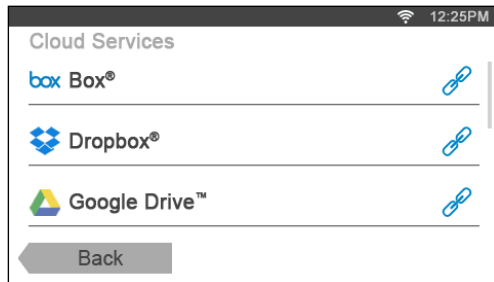 12:25PM
Cloud Services
box Box®
Dropbox®
Google Drive™
Back